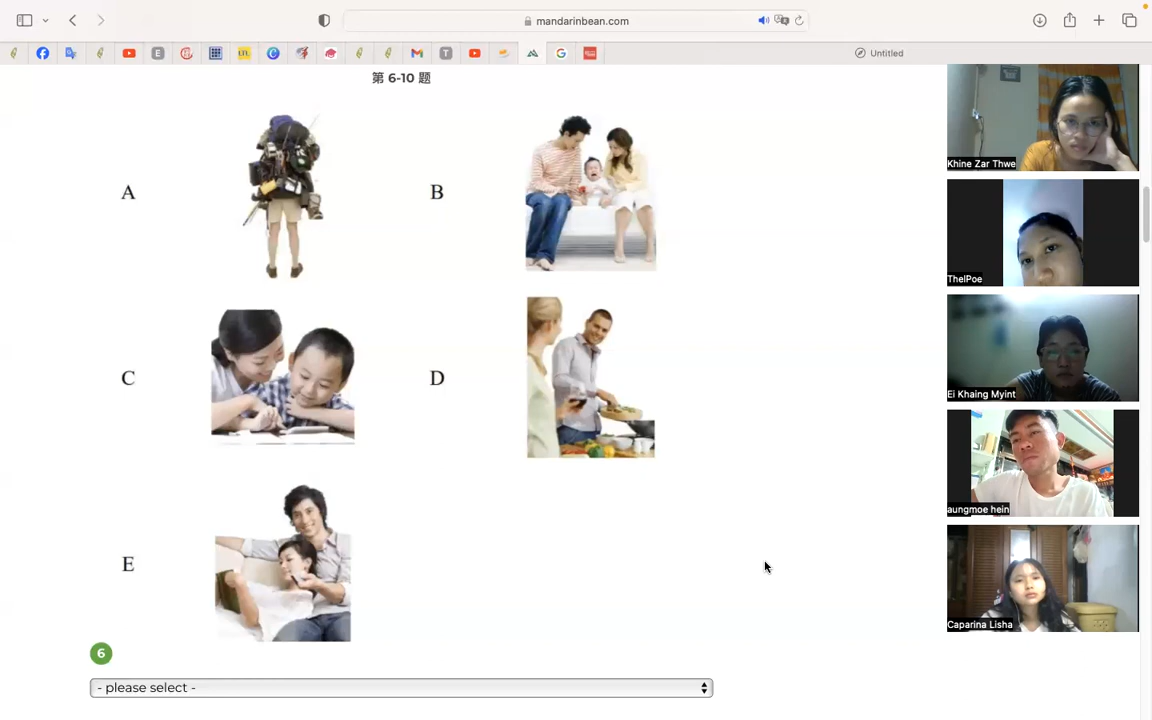 mandarinbean.com
Untitled
第 6-10 题
A
B
C
D
E
6
- please select -
Khine Zar Thwe
ThelPoe
Ei Khaing Myint
aungmoe hein
Caparina Lisha